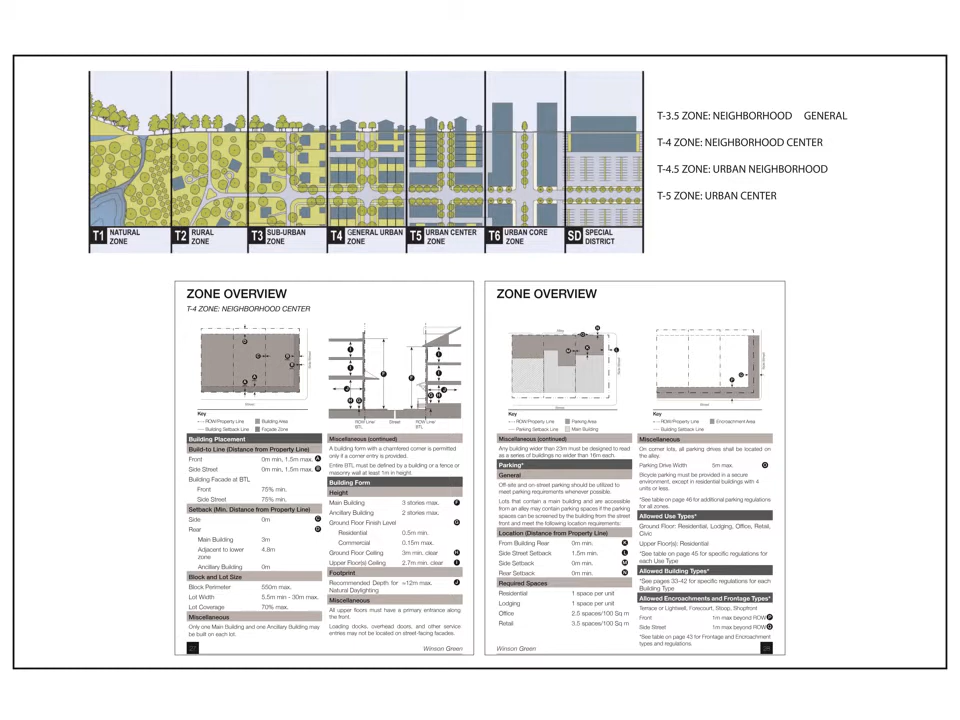 T-3.5 ZONE: NEIGHBORHOOD GENERAL
T-4 ZONE: NEIGHBORHOOD CENTER
T-4.5 ZONE: URBAN NEIGHBORHOOD
T-5 ZONE: URBAN CENTER
T1 NATURAL ZONE
T2 RURAL ZONE
T3 SUB-URBAN ZONE
T4 GENERAL URBAN ZONE
T5 URBAN CENTER ZONE
T6 URBAN CORE ZONE
SD SPECIAL DISTRICT
ZONE OVERVIEW
T-4 ZONE: NEIGHBORHOOD CENTER
Street
Side Street
Key
ROW/Property Line
Building Area
Building Setback Line
Façade Zone
ROW Line/
BTL
Street
ROW Line/
BTL
Building Placement
Build-to Line (Distance from Property Line)
Front 0m min, 1.5m max. A
Side Street 0m min, 1.5m max. B
Building Facade at BTL
Front 75% min.
Side Street 75% min.
Setback (Min. Distance from Property Line)
Side 0m C
Rear D
Main Building 3m
Adjacent to lower 4.8m
zone
Ancillary Building 0m
Block and Lot Size
Block Perimeter 550m max.
Lot Width 5.5m min - 30m max.
Lot Coverage 70% max.
Miscellaneous
Only one Main Building and one Ancillary Building may
be built on each lot.
Miscellaneous (continued)
A building form with a chamfered corner is permitted
only if a corner entry is provided.
Entire BTL must be defined by a building or a fence or
masonry wall at least 1m in height.
Building Form
Height
Main Building 3 stories max. F
Ancillary Building 2 stories max.
Ground Floor Finish Level G
Residential 0.5m min.
Commercial 0.15m max.
Ground Floor Ceiling 3m min. clear H
Upper Floor(s) Ceiling 2.7m min. clear I
Footprint
Recommended Depth for ≈12m max. J
Natural Daylighting
Miscellaneous
All upper floors must have a primary entrance along
the front.
Loading docks, overhead doors, and other service
entries may not be located on street-facing facades.
Winson Green
ZONE OVERVIEW
Alley
Street
Side Street
Street
Side Street
Key
ROW/Property Line
Parking Area
Parking Setback Line
Main Building
Key
ROW/Property Line
Encroachment Area
Building Setback Line
Miscellaneous (continued)
Any building wider than 23m must be designed to read
as a series of buildings no wider than 16m each.
Parking*
General
Off-site and on-street parking should be utilized to
meet parking requirements whenever possible.
Lots that contain a main building and are accessible
from an alley may contain parking spaces if the parking
spaces can be screened by the building from the street
front and meet the following location requirements:
Location (Distance from Property Line)
From Building Rear 0m min. K
Side Street Setback 1.5m min. L
Side Setback 0m min. M
Rear Setback 0m min. N
Required Spaces
Residential 1 space per unit
Lodging 1 space per unit
Office 2.5 spaces/100 Sq m
Retail 3.5 spaces/100 Sq m
Winson Green
Miscellaneous
On corner lots, all parking drives shall be located on
the alley.
Parking Drive Width 5m max. O
Bicycle parking must be provided in a secure
environment, except in residential buildings with 4
units or less.
*See table on page 46 for additional parking regulations
for all zones.
Allowed Use Types*
Ground Floor: Residential, Lodging, Office, Retail,
Civic
Upper Floor(s): Residential
*See table on page 45 for specific regulations for
each Use Type
Allowed Building Types*
*See pages 33-42 for specific regulations for each
Building Type
Allowed Encroachments and Frontage Types*
Terrace or Lightwell, Forecourt, Stoop, Shopfront
Front 1m max beyond ROW P
Side Street 1m max beyond ROW Q
*See table on page 43 for Frontage and Encroachment
types and regulations.